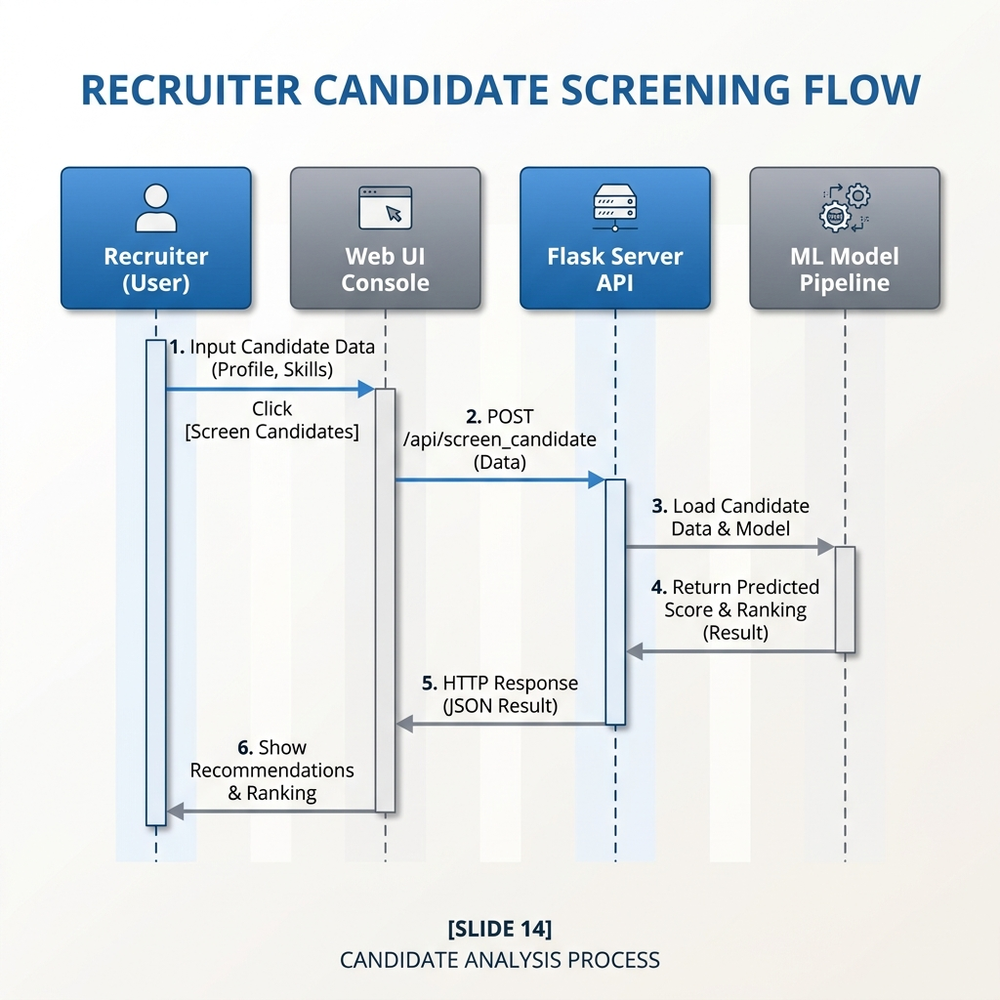 RECRUITER CANDIDATE SCREENING FLOW
Recruiter
(User)
Web UI
Console
Flask Server
API
ML Model
Pipeline
1. Input Candidate Data
(Profile, Skills)
Click
[Screen Candidates]
2. POST
/api/screen_candidate
(Data)
3. Load Candidate
Data & Model
4. Return Predicted
Score & Ranking
(Result)
5. HTTP Response
(JSON Result)
6. Show
Recommendations
& Ranking
[SLIDE 14]
CANDIDATE ANALYSIS PROCESS